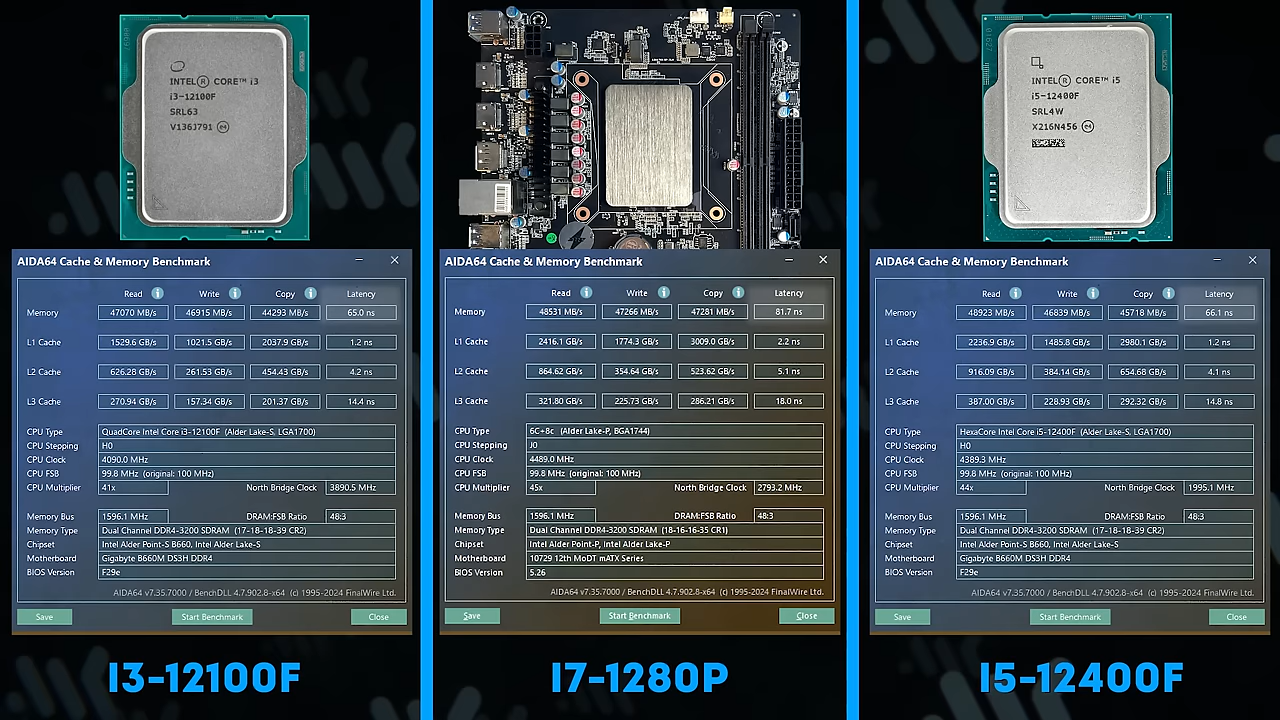 INTEL® CORE™ i3
i3-12100F
SRL63
V136J791 e4
INTEL® CORE™ i5
i5-12400F
SRL4W
X216N456 e4
AIDA64 Cache & Memory Benchmark
Read Write Copy Latency
Memory 47070 MB/s 46915 MB/s 44293 MB/s 65.0 ns
L1 Cache 1529.6 GB/s 1021.5 GB/s 2037.9 GB/s 1.2 ns
L2 Cache 626.28 GB/s 261.53 GB/s 454.43 GB/s 4.2 ns
L3 Cache 270.94 GB/s 157.34 GB/s 201.37 GB/s 14.4 ns
CPU Type QuadCore Intel Core i3-12100F (Alder Lake-S, LGA1700)
CPU Stepping H0
CPU Clock 4090.0 MHz
CPU FSB 99.8 MHz (original: 100 MHz)
CPU Multiplier 41x North Bridge Clock 3890.5 MHz
Memory Bus 1596.1 MHz DRAM:FSB Ratio 48:3
Memory Type Dual Channel DDR4-3200 SDRAM (17-18-18-39 CR2)
Chipset Intel Alder Point-S B660, Intel Alder Lake-S
Motherboard Gigabyte B660M DS3H DDR4
BIOS Version F29e
AIDA64 v7.35.7000 / BenchDLL 4.7.902.8-x64 (c) 1995-2024 FinalWire Ltd.
Save Start Benchmark Close
I3-12100F
AIDA64 Cache & Memory Benchmark
Read Write Copy Latency
Memory 48531 MB/s 47266 MB/s 47281 MB/s 81.7 ns
L1 Cache 2416.1 GB/s 1774.3 GB/s 3009.0 GB/s 2.2 ns
L2 Cache 864.62 GB/s 354.64 GB/s 523.62 GB/s 5.1 ns
L3 Cache 321.80 GB/s 225.73 GB/s 286.21 GB/s 18.0 ns
CPU Type 6C+8c (Alder Lake-P, BGA1744)
CPU Stepping J0
CPU Clock 4489.0 MHz
CPU FSB 99.8 MHz (original: 100 MHz)
CPU Multiplier 45x North Bridge Clock 2793.2 MHz
Memory Bus 1596.1 MHz DRAM:FSB Ratio 48:3
Memory Type Dual Channel DDR4-3200 SDRAM (18-16-16-35 CR1)
Chipset Intel Alder Point-P, Intel Alder Lake-P
Motherboard 10729 12th MoDT mATX Series
BIOS Version 5.26
AIDA64 v7.35.7000 / BenchDLL 4.7.902.8-x64 (c) 1995-2024 FinalWire Ltd.
Save Start Benchmark Close
I7-1280P
AIDA64 Cache & Memory Benchmark
Read Write Copy Latency
Memory 48923 MB/s 46839 MB/s 45718 MB/s 66.1 ns
L1 Cache 2236.9 GB/s 1485.8 GB/s 2980.1 GB/s 1.2 ns
L2 Cache 916.09 GB/s 384.14 GB/s 654.68 GB/s 4.1 ns
L3 Cache 387.00 GB/s 228.93 GB/s 292.32 GB/s 14.8 ns
CPU Type HexaCore Intel Core i5-12400F (Alder Lake-S, LGA1700)
CPU Stepping H0
CPU Clock 4389.3 MHz
CPU FSB 99.8 MHz (original: 100 MHz)
CPU Multiplier 44x North Bridge Clock 1995.1 MHz
Memory Bus 1596.1 MHz DRAM:FSB Ratio 48:3
Memory Type Dual Channel DDR4-3200 SDRAM (17-18-18-39 CR2)
Chipset Intel Alder Point-S B660, Intel Alder Lake-S
Motherboard Gigabyte B660M DS3H DDR4
BIOS Version F29e
AIDA64 v7.35.7000 / BenchDLL 4.7.902.8-x64 (c) 1995-2024 FinalWire Ltd.
Save Start Benchmark Close
I5-12400F